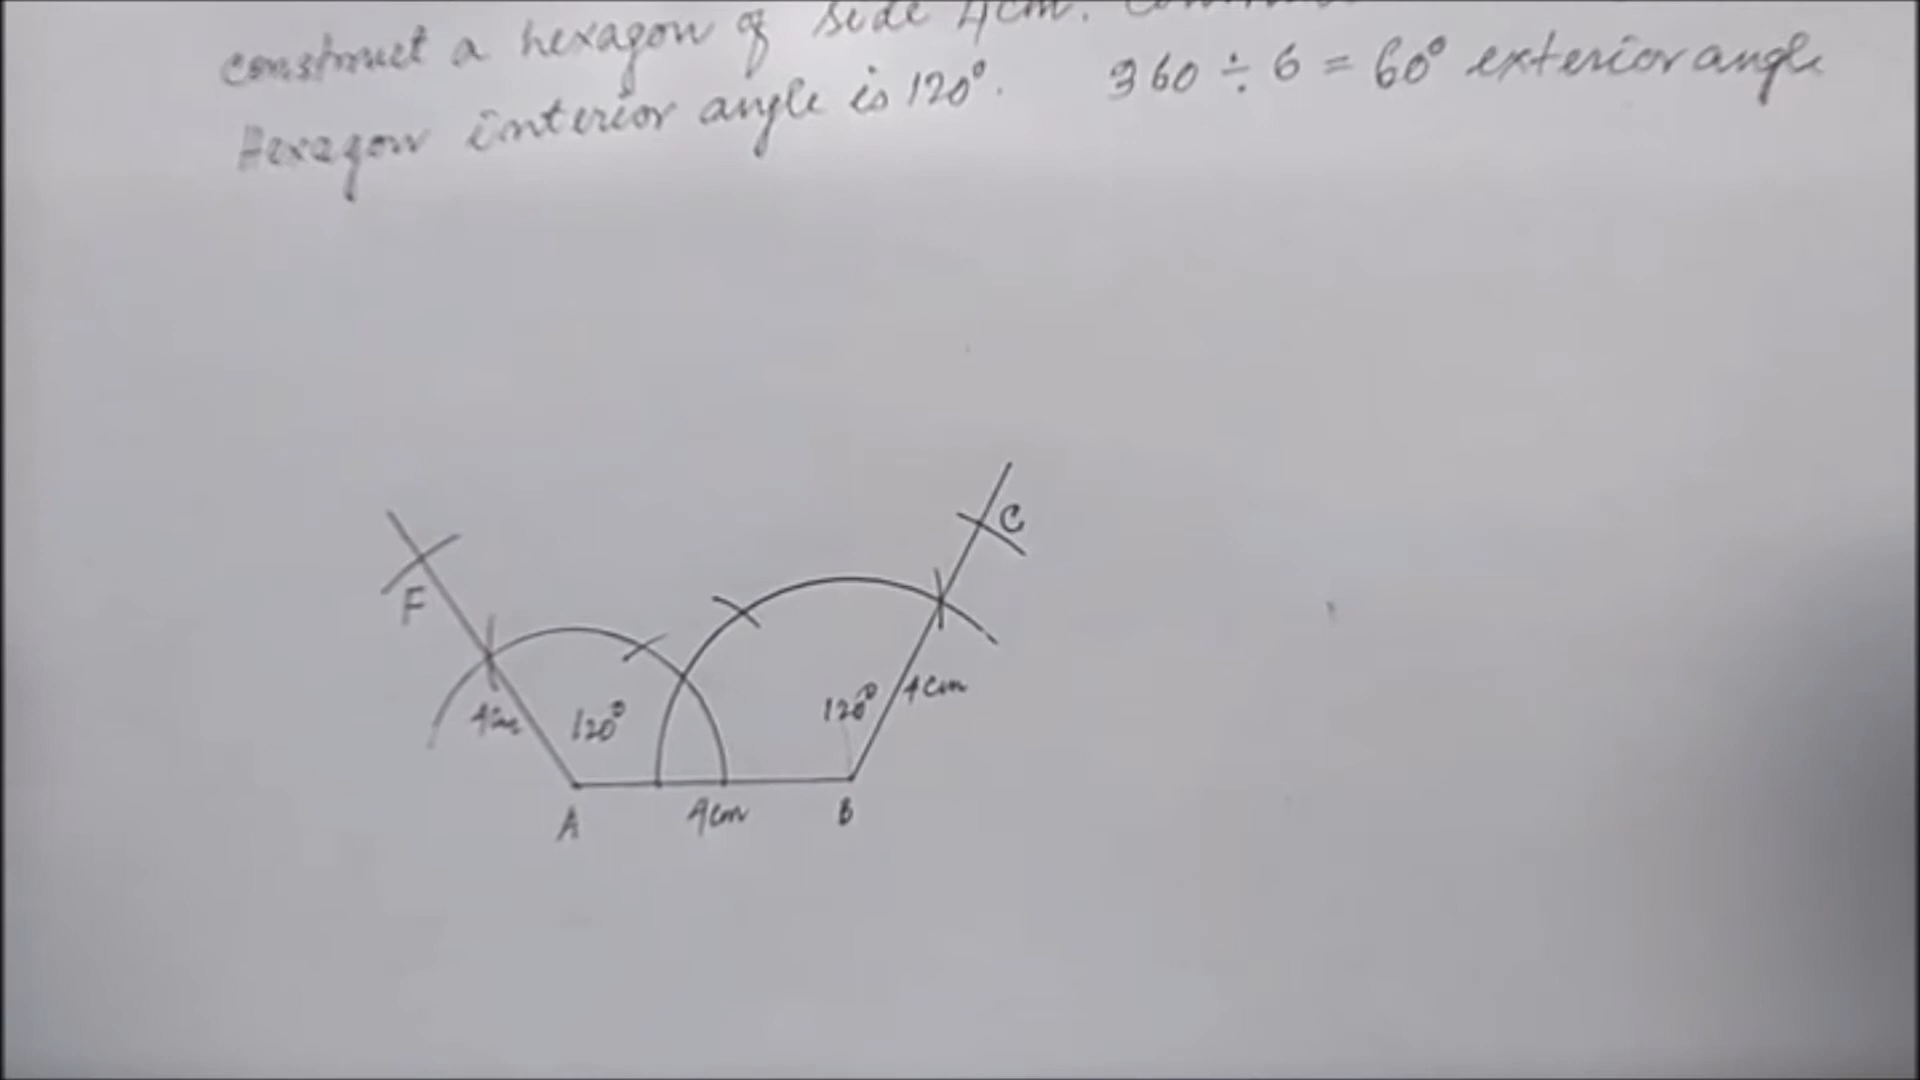 construct a hexagon of side 4cm.
Hexagon interior angle is 120°. 360 ÷ 6 = 60° exterior angle
C
F
4cm 120° 120° 4cm
A 4cm B